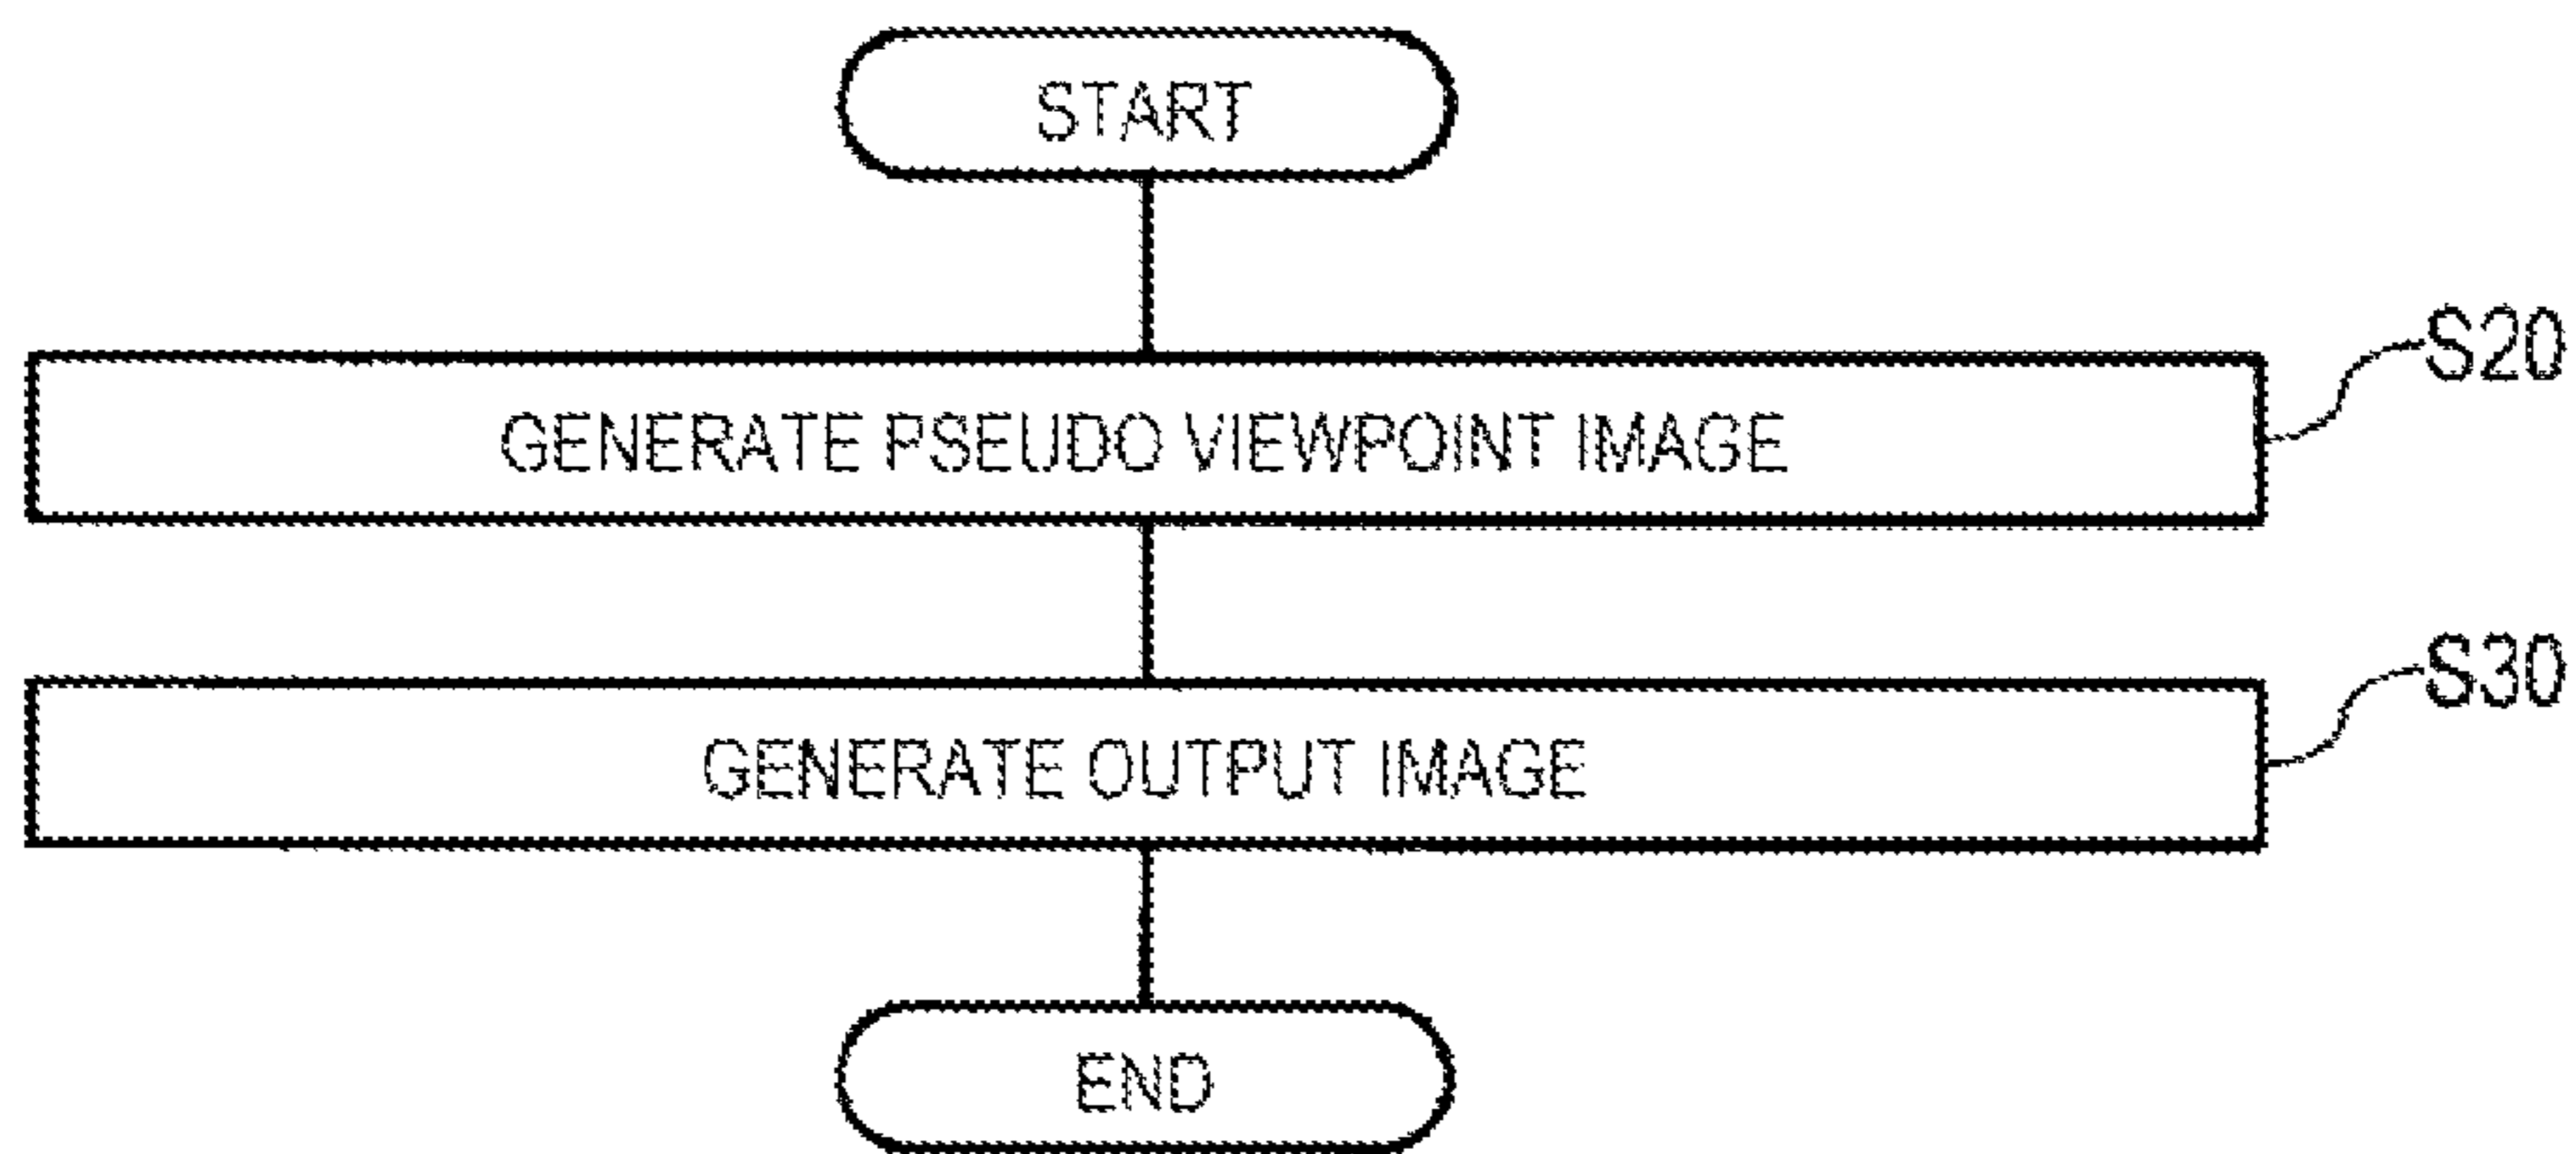 START
S20
GENERATE PSEUDO VIEWPOINT IMAGE
S30
GENERATE OUTPUT IMAGE
END